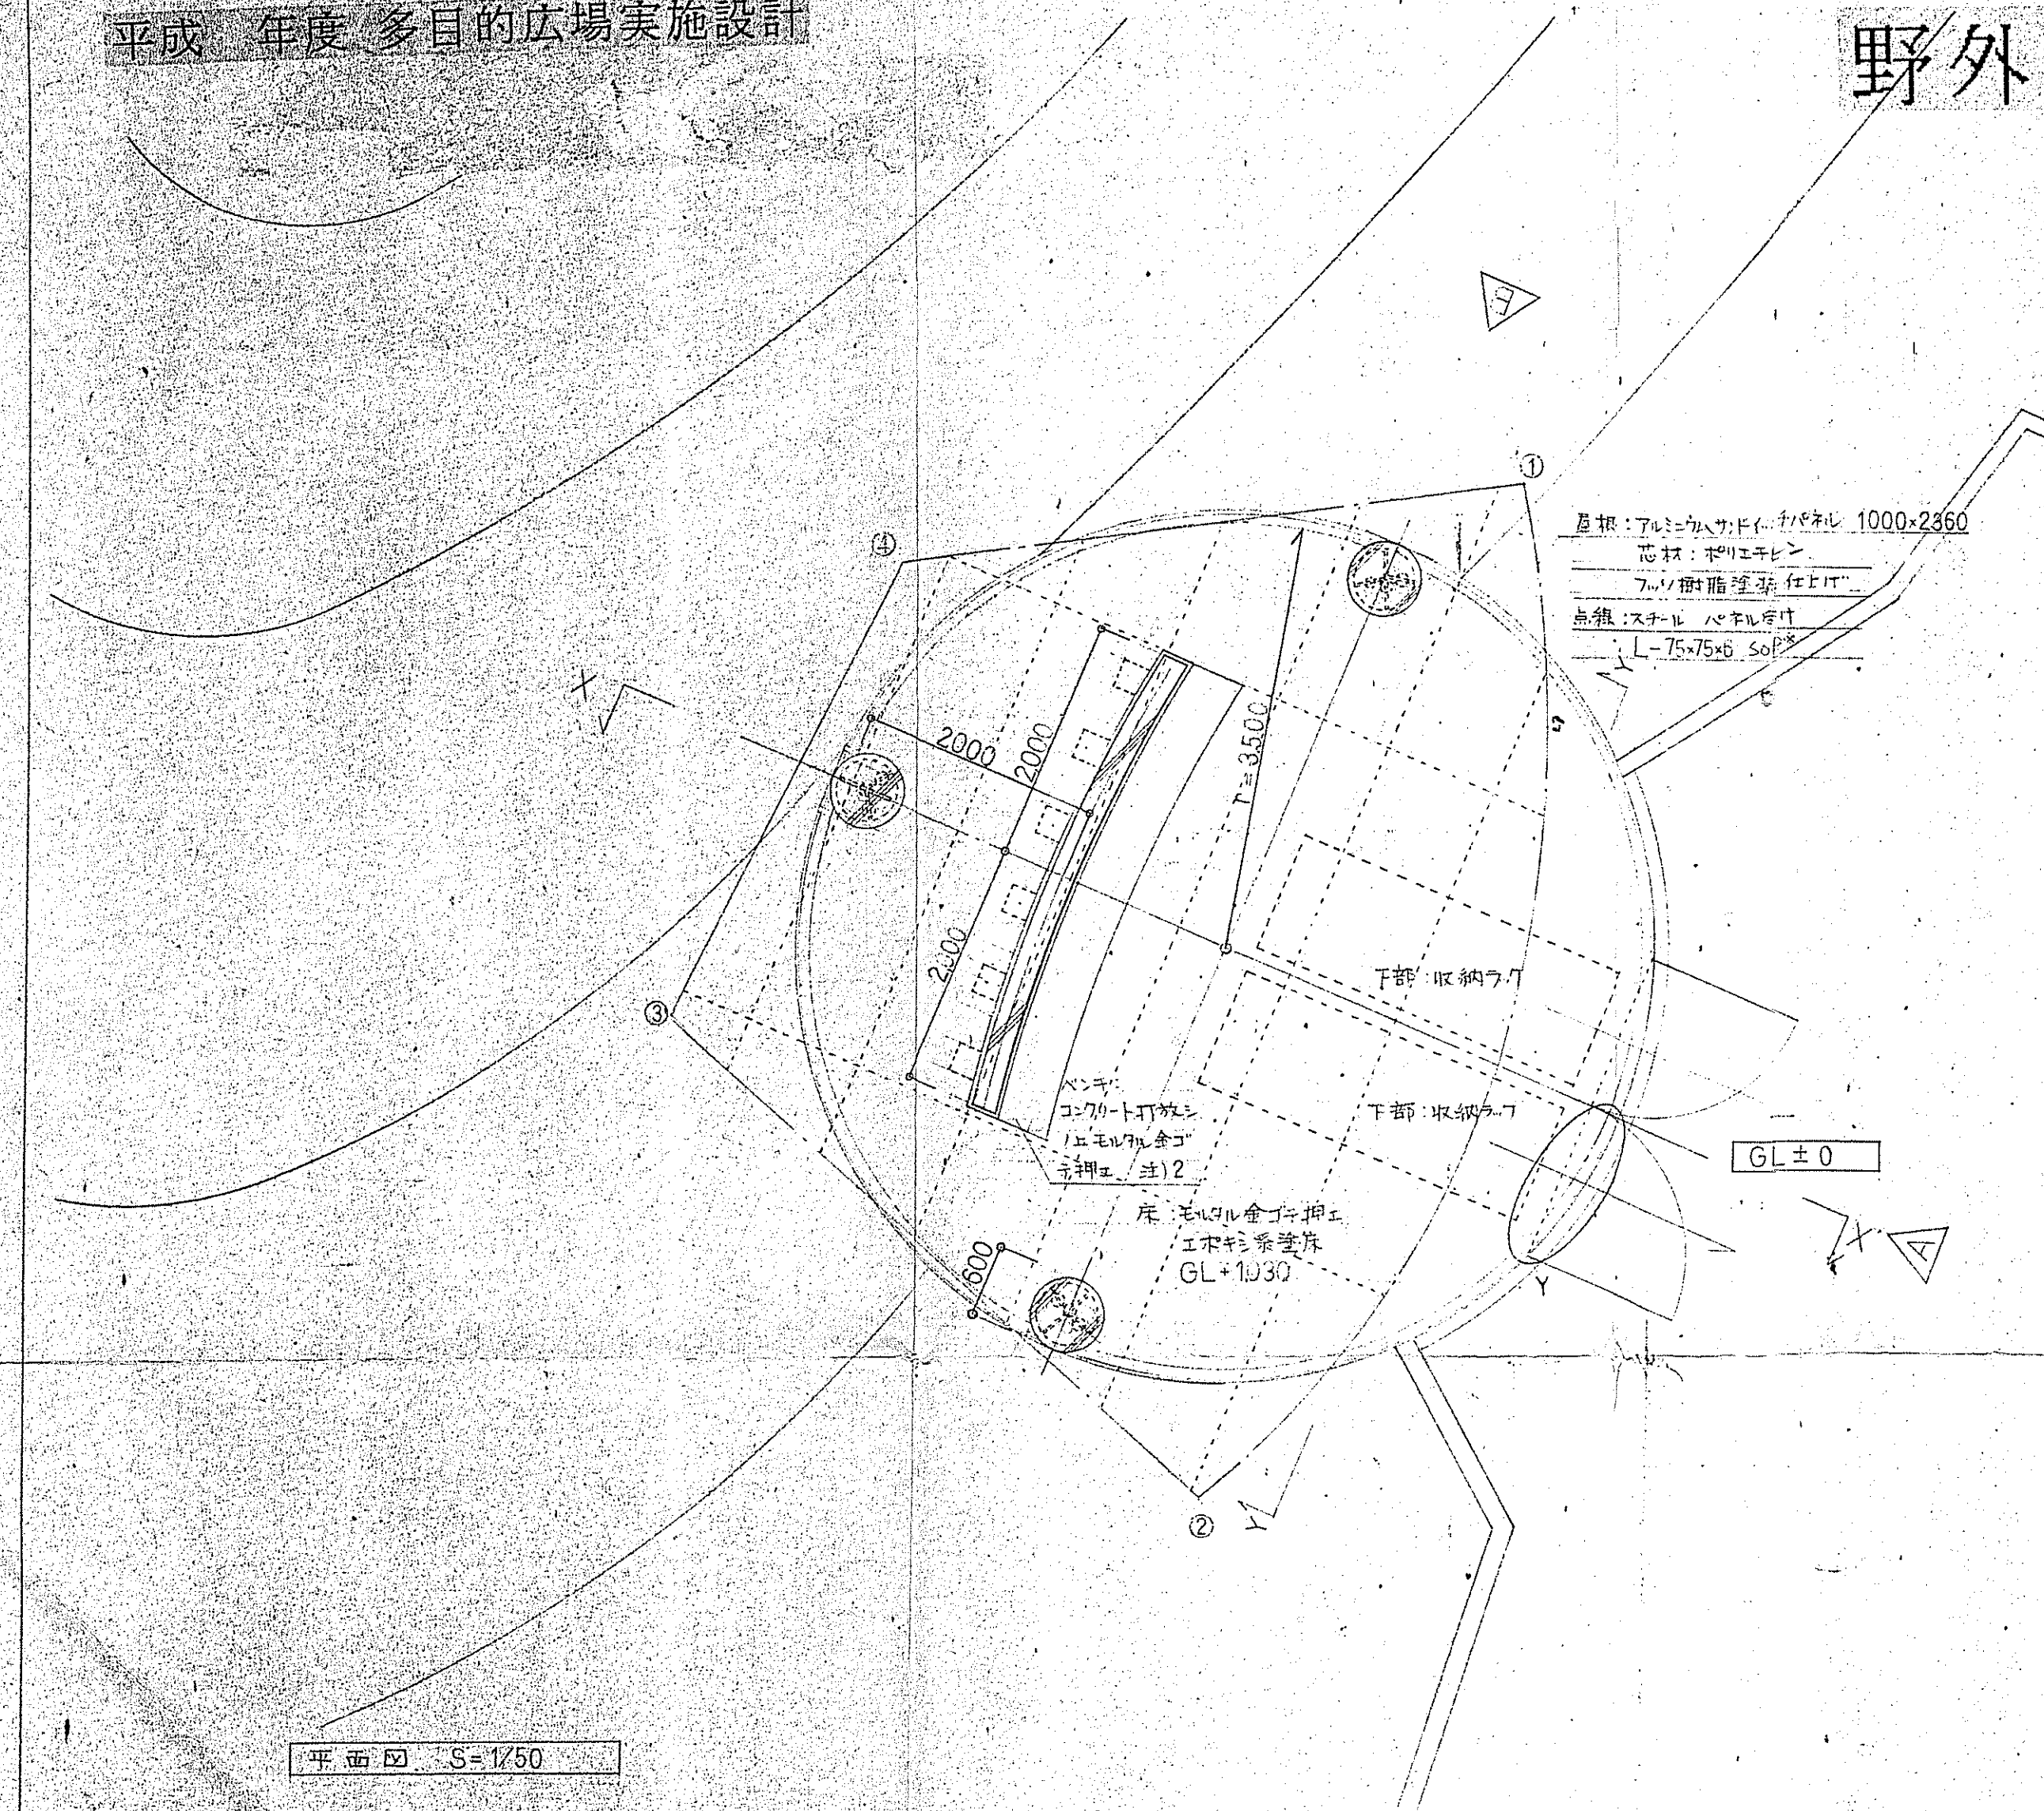 平成　年度 多目的広場実施設計
野外
E
①
④
屋根：アルミニウムサンドイッチパネル 1000×2360
芯材：ポリエチレン
フッソ樹脂塗装仕上げ
点線：スチール パネル受け
L-75×75×6 SOP
Y
X
2000
2000
r=3500
2,500
③
下部：収納ラック
下部：収納ラック
ベンチ：
コンクリート打放シ
ノ上モルタル金ゴ
テ押エ 注)2
GL±0
床：モルタル金ゴテ押エ
エポキシ系塗床
GL+1,030
600
X
A
Y
②
Y
平面図 S=1/50